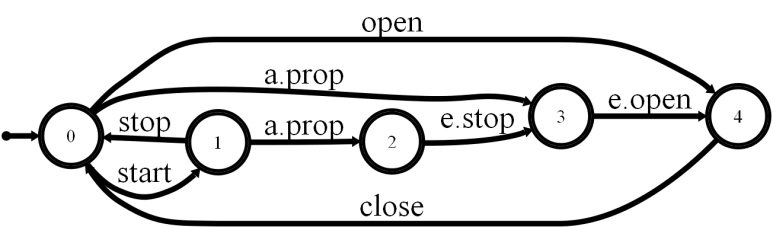 open
a.prop
stop a.prop e.stop e.open
0 1 2 3 4
start
close